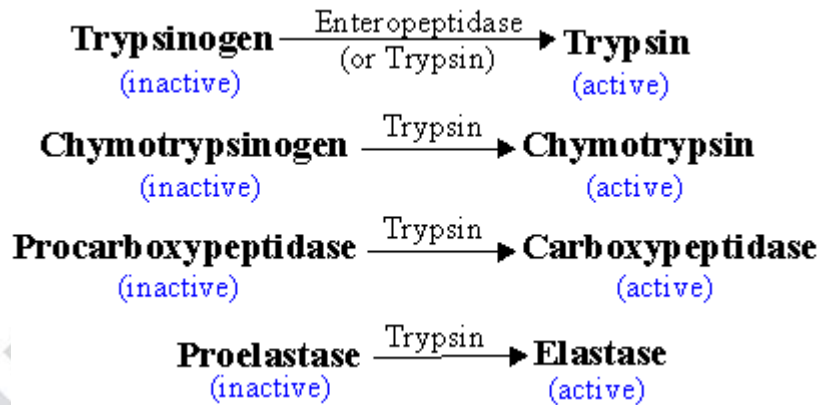 Enteropeptidase
Trypsinogen Trypsin
(or Trypsin)
(inactive) (active)
Trypsin
Chymotrypsinogen Chymotrypsin
(inactive) (active)
Trypsin
Procarboxypeptidase Carboxypeptidase
(inactive) (active)
Trypsin
Proelastase Elastase
(inactive) (active)